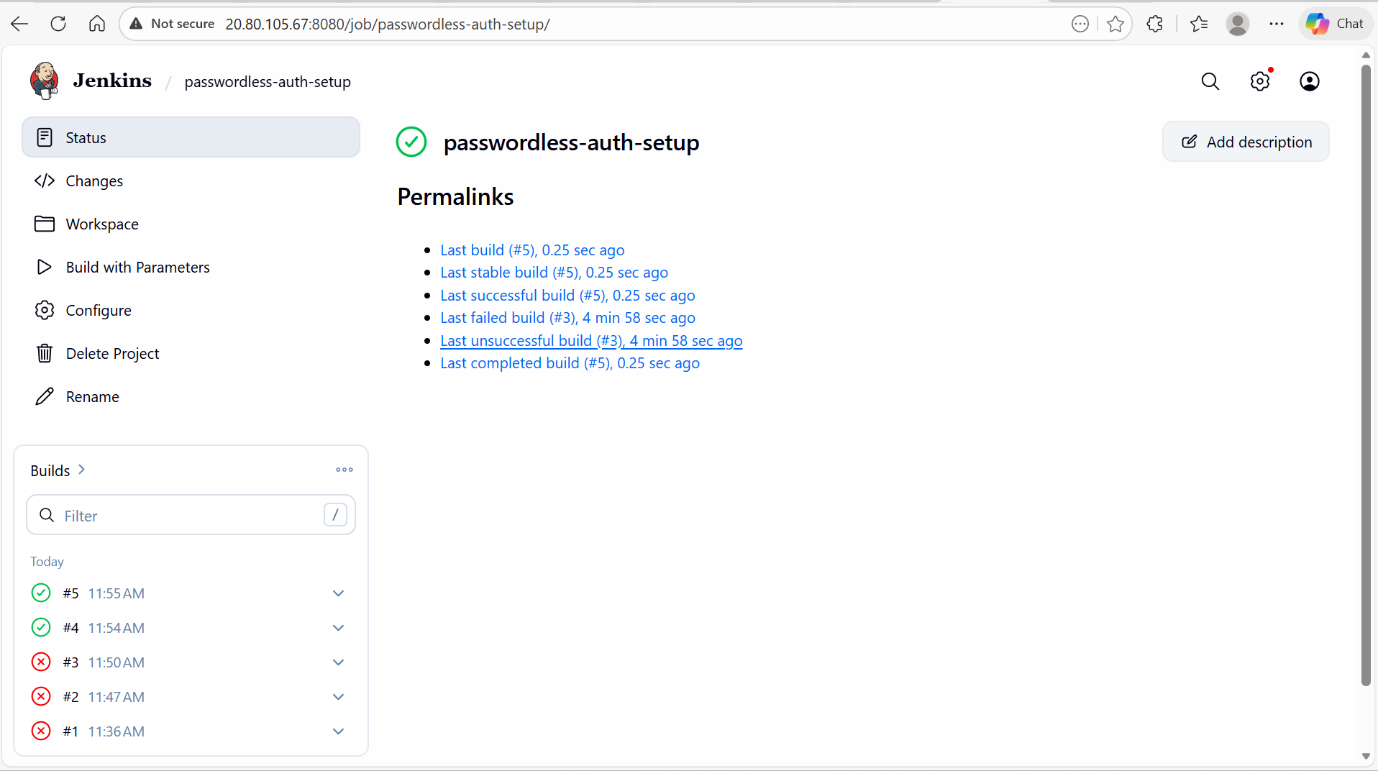 Not secure 20.80.105.67:8080/job/passwordless-auth-setup/ Chat
Jenkins / passwordless-auth-setup
Status
Changes
Workspace
Build with Parameters
Configure
Delete Project
Rename
Builds
Filter /
Today
#5 11:55 AM
#4 11:54 AM
#3 11:50 AM
#2 11:47 AM
#1 11:36 AM
passwordless-auth-setup
Add description
Permalinks
Last build (#5), 0.25 sec ago
Last stable build (#5), 0.25 sec ago
Last successful build (#5), 0.25 sec ago
Last failed build (#3), 4 min 58 sec ago
Last unsuccessful build (#3), 4 min 58 sec ago
Last completed build (#5), 0.25 sec ago